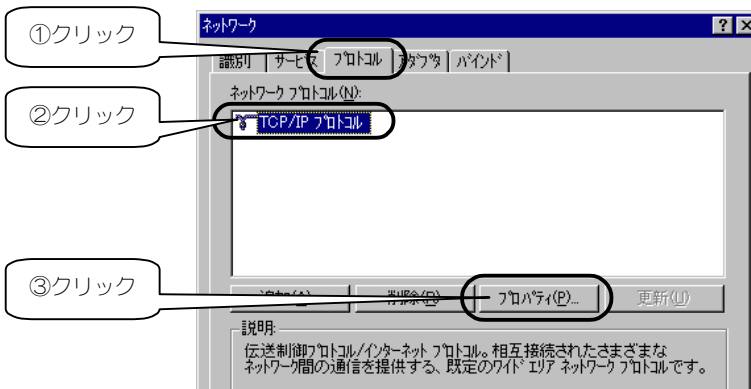 ネットワーク
①クリック
識別 サービス プロトコル アダプタ バインド
ネットワーク プロトコル(N):
②クリック
TCP/IP プロトコル
③クリック
追加(A)... 削除(R) プロパティ(P)... 更新(U)
説明:
伝送制御プロトコル/インターネット プロトコル。相互接続されたさまざまな
ネットワーク間の通信を提供する、既定のワイド エリア ネットワーク プロトコルです。